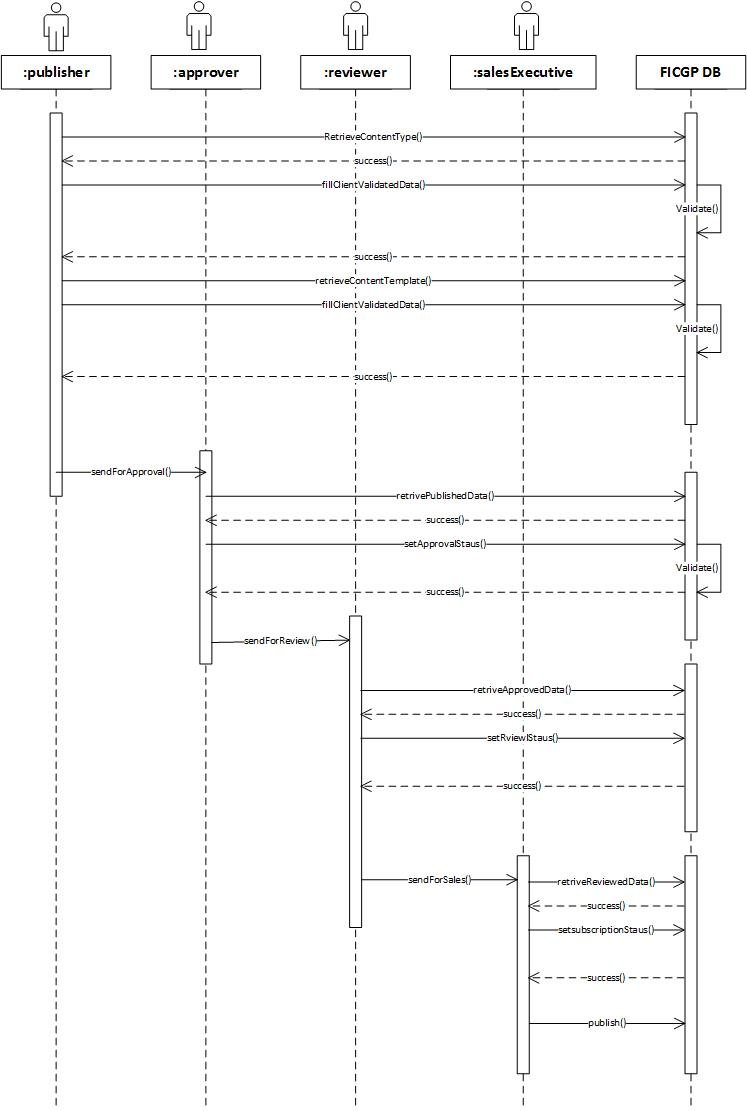 :publisher
:approver
:reviewer
:salesExecutive
FICGP DB
RetrieveContentType()
success()
fillClientValidatedData()
Validate()
success()
retrieveContentTemplate()
fillClientValidatedData()
Validate()
success()
sendForApproval()
retrivePublishedData()
success()
setApprovalStaus()
Validate()
success()
sendForReview()
retriveApprovedData()
success()
setRviewlStaus()
success()
sendForSales()
retriveReviewedData()
success()
setsubscriptionStaus()
success()
publish()